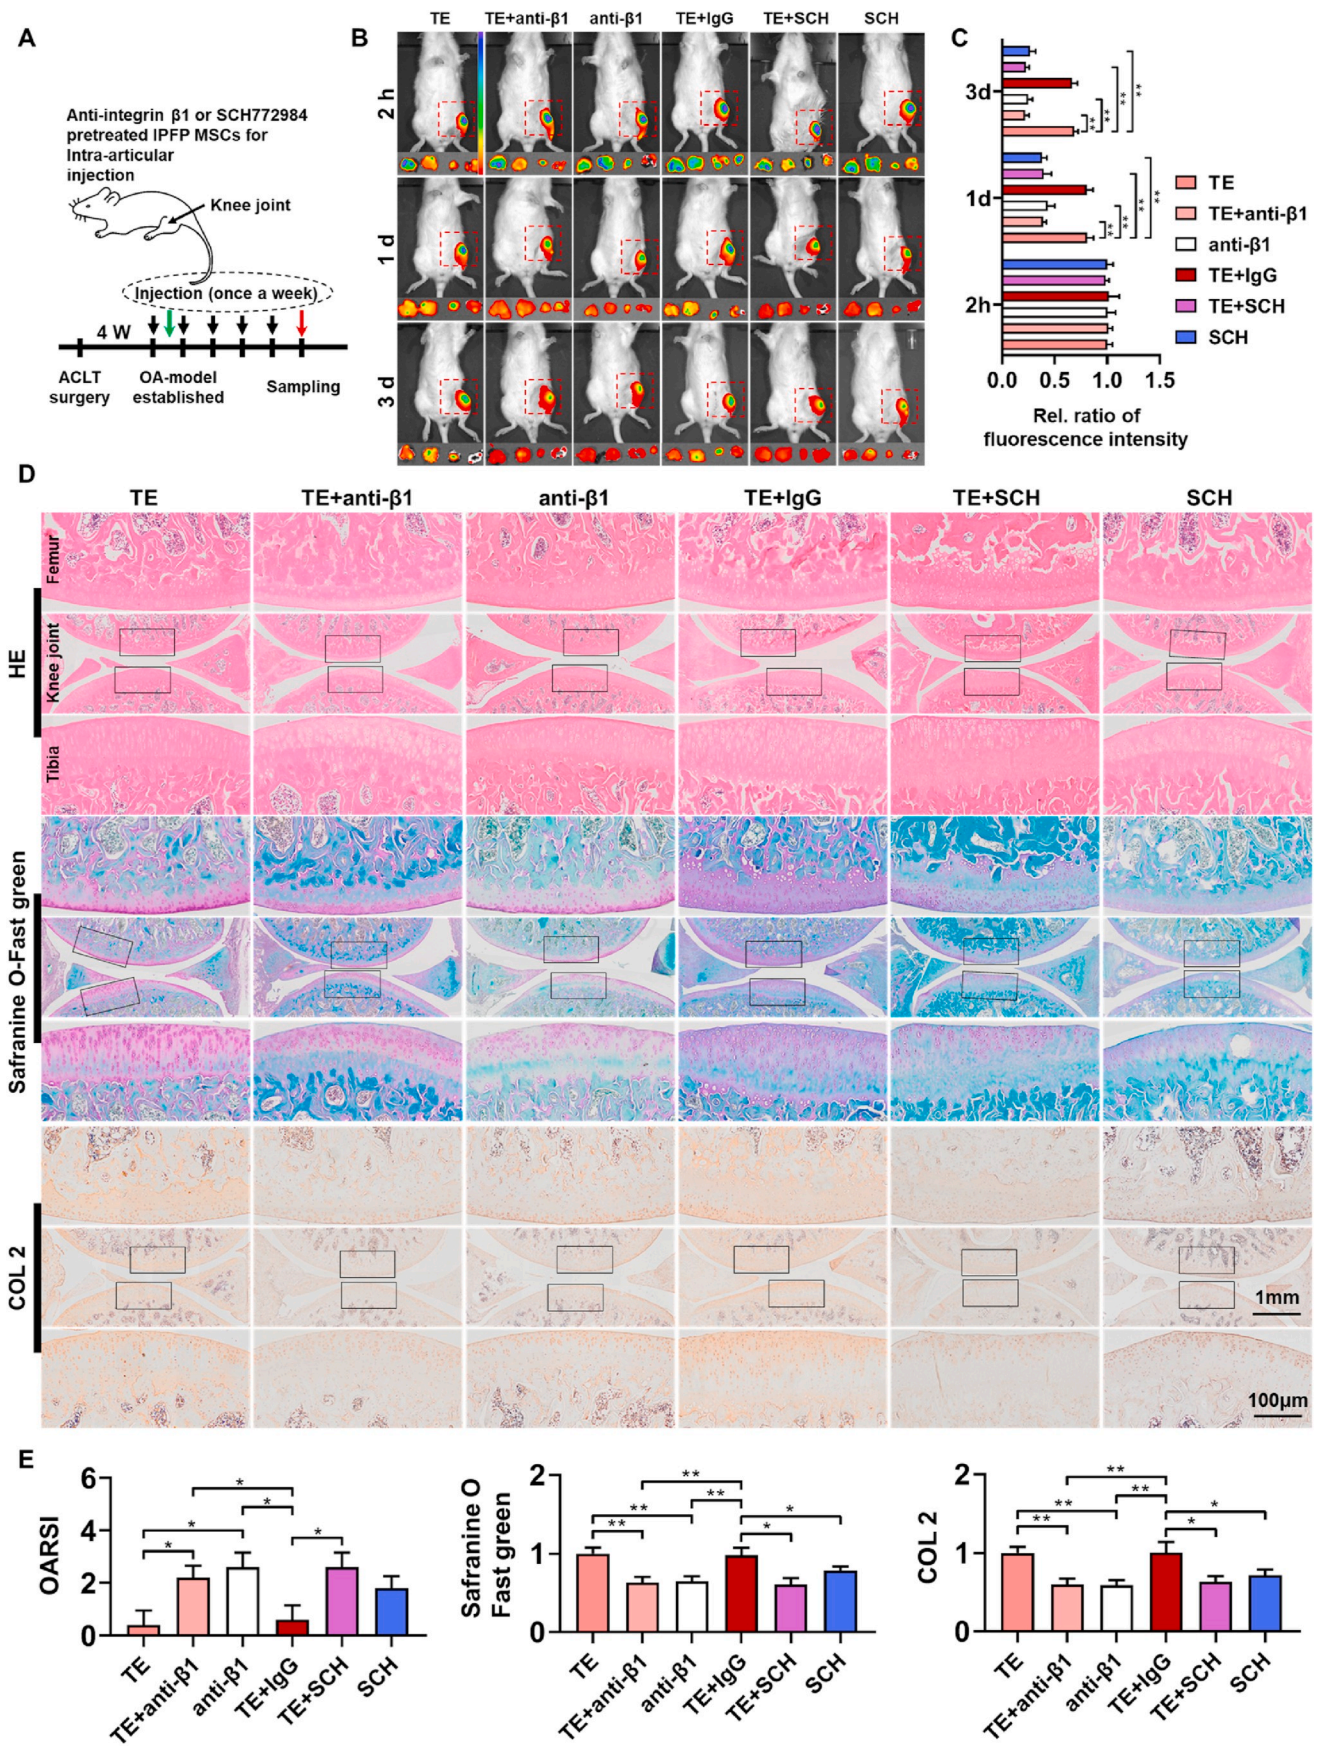 A
Anti-integrin β1 or SCH772984
pretreated IPFP MSCs for
Intra-articular
injection
Knee joint
Injection (once a week)
4 W
ACLT
surgery
OA-model
established
Sampling
B
TE
TE+anti-β1
anti-β1
TE+IgG
TE+SCH
SCH
2 h
1 d
3 d
C
3d
1d
2h
**
**
**
**
**
**
**
**
0.0
0.5
1.0
1.5
Rel. ratio of
fluorescence intensity
TE
TE+anti-β1
anti-β1
TE+IgG
TE+SCH
SCH
D
TE
TE+anti-β1
anti-β1
TE+IgG
TE+SCH
SCH
HE
Femur
Knee joint
Tibia
Safranine O-Fast green
COL 2
1mm
100μm
E
OARSI
6
4
2
0
*
*
*
*
*
TE
TE+anti-β1
anti-β1
TE+IgG
TE+SCH
SCH
Safranine O
Fast green
2
1
0
**
**
**
**
*
*
TE
TE+anti-β1
anti-β1
TE+IgG
TE+SCH
SCH
COL 2
2
1
0
**
**
**
**
*
*
TE
TE+anti-β1
anti-β1
TE+IgG
TE+SCH
SCH